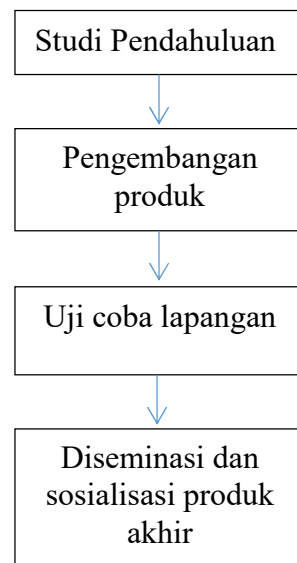 Studi Pendahuluan
Pengembangan
produk
Uji coba lapangan
Diseminasi dan
sosialisasi produk
akhir